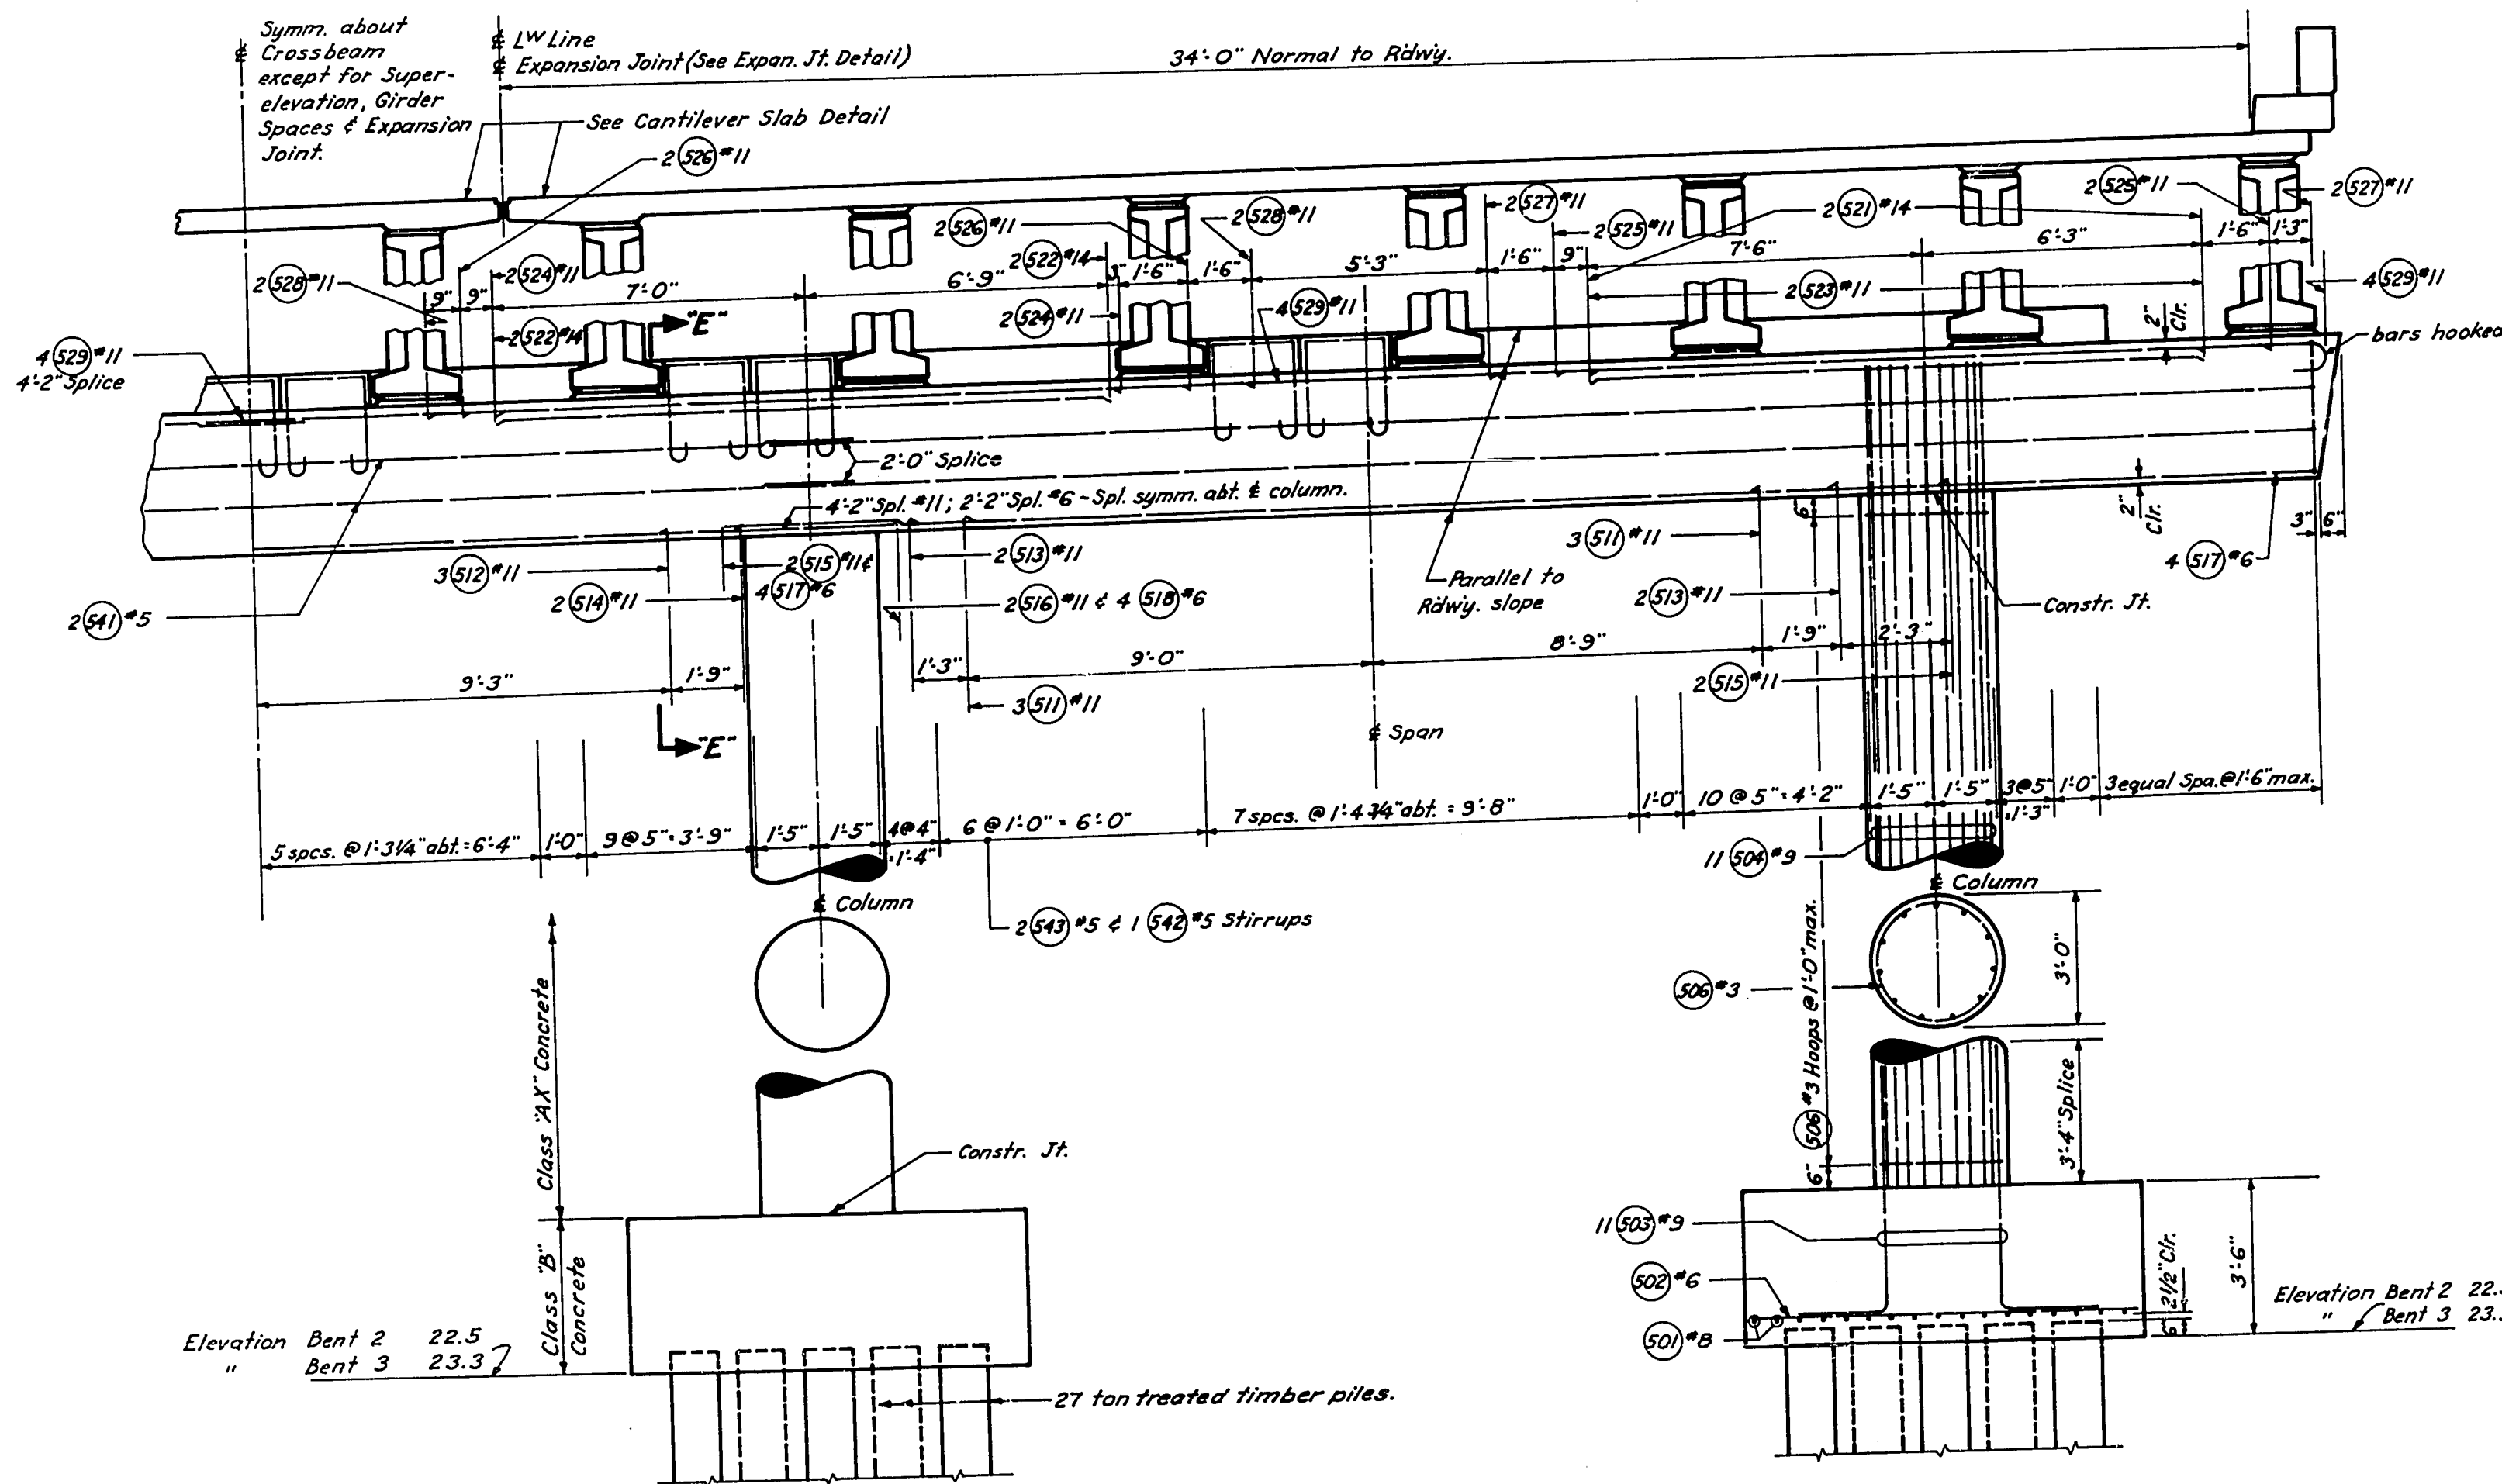 Symm. about
℄ Crossbeam
except for Super-
elevation, Girder
Spaces & Expansion
Joint.
℄ LW Line
℄ Expansion Joint (See Expan. Jt. Detail)
34'-0" Normal to Rdwy.
See Cantilever Slab Detail
2 526 #11
2 528 #11
9"
9"
2 524 #11
2 522 #14
7'-0"
6'-9"
2 526 #11
2 522 #14
3"
1'-6"
2 524 #11
1'-6"
2 528 #11
4 529 #11
5'-3"
2 527 #11
1'-6"
2 525 #11
9"
2 521 #14
7'-6"
2 523 #11
6'-3"
2 525 #11
1'-6"
1'-3"
2 527 #11
4 529 #11
2" Clr.
bars hooked
"E"
4 529 #11
4'-2" Splice
2'-0" Splice
4'-2" Spl. #11; 2'-2" Spl. #6 - Spl. symm. abt. ℄ column.
2 541 #5
3 512 #11
2 514 #11
2 515 #11 &
4 517 #6
2 513 #11
2 516 #11 & 4 518 #6
Parallel to
Rdwy. slope
3 511 #11
2 513 #11
6"
Constr. Jt.
2" Clr.
3"
6"
4 517 #6
9'-3"
1'-9"
1'-3"
3 511 #11
9'-0"
8'-9"
1'-9"
2'-3"
2 515 #11
"E"
℄ Span
5 spcs. @ 1'-3 1/4" abt. = 6'-4"
1'-0"
9 @ 5" = 3'-9"
1'-5"
1'-5"
4 @ 4"
= 1'-4"
6 @ 1'-0" = 6'-0"
7 spcs. @ 1'-4 3/4" abt. = 9'-8"
1'-0"
10 @ 5" = 4'-2"
1'-5"
1'-5"
3 @ 5"
= 1'-3"
1'-0"
3 equal Spa. @ 1'-6" max.
11 504 #9
℄ Column
℄ Column
2 543 #5 & 1 542 #5 Stirrups
506 #3
3'-0"
506 #3 Hoops @ 1'-0" max.
6"
3'-4" Splice
Class "AX" Concrete
Class "B"
Concrete
Constr. Jt.
11 503 #9
502 #6
501 #8
2 1/2" Clr.
6"
3'-6"
Elevation Bent 2 22.5
" Bent 3 23.3
27 ton treated timber piles.
Elevation Bent 2 22.
" Bent 3 23.